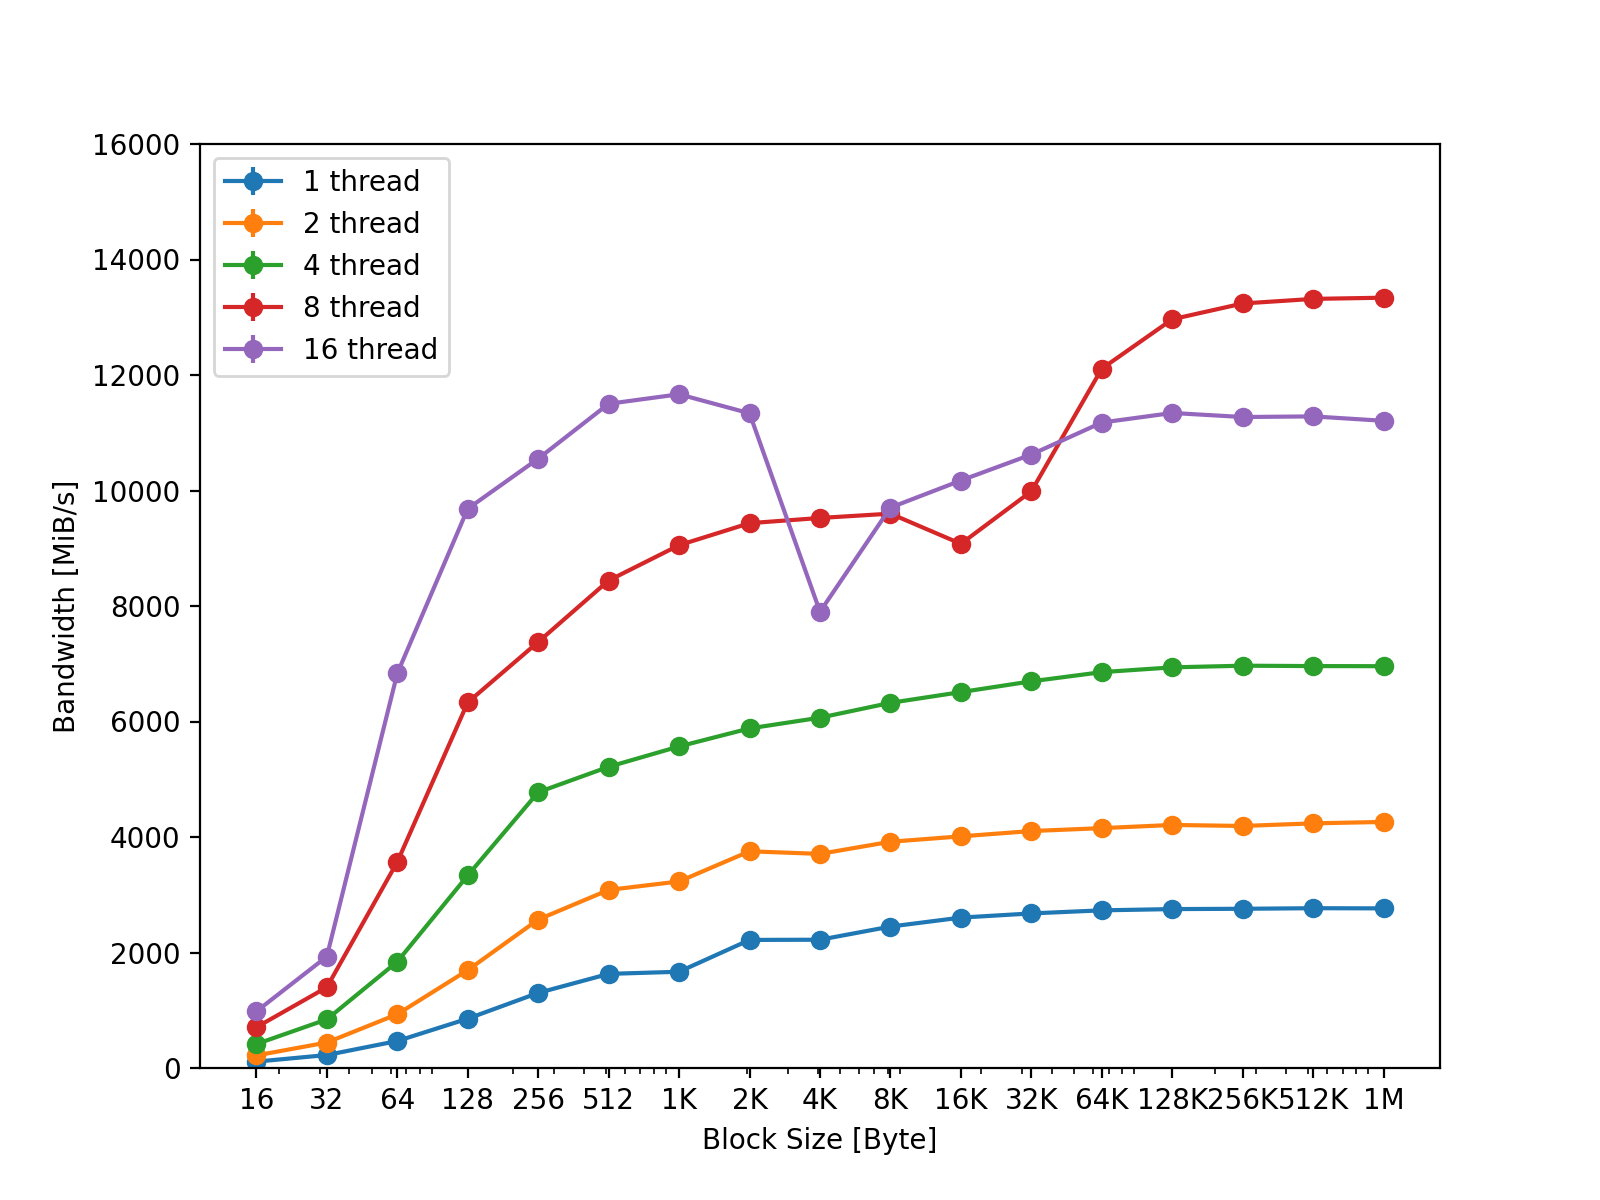 16000
14000
12000
10000
8000
6000
4000
2000
0
1 thread
2 thread
4 thread
8 thread
16 thread
Bandwidth [MiB/s]
16 32 64 128 256 512 1K 2K 4K 8K 16K 32K 64K 128K 256K 512K 1M
Block Size [Byte]